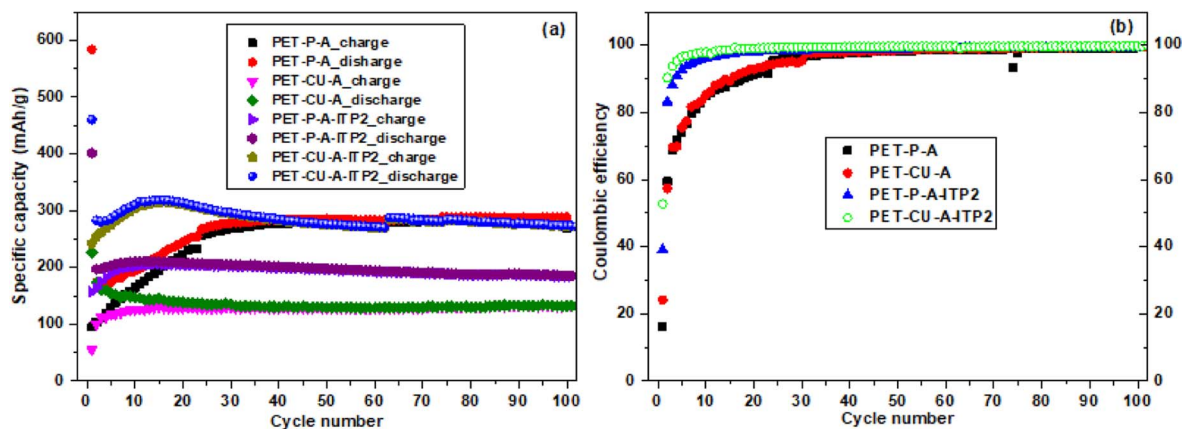 (a)
600
500
400
300
200
100
0
Specific capacity (mAh/g)
PET-P-A_charge
PET-P-A_disharge
PET-CU-A_charge
PET-CU-A_discharge
PET-P-A-ITP2_charge
PET-P-A-ITP2_discharge
PET-CU-A-ITP2_charge
PET-CU-A-ITP2_discharge
0 10 20 30 40 50 60 70 80 90 100
Cycle number
(b)
100
80
60
40
20
0
Coulombic efficiency
PET-P-A
PET-CU-A
PET-P-A-ITP2
PET-CU-A-ITP2
100
80
60
40
20
0
0 10 20 30 40 50 60 70 80 90 100
Cycle number